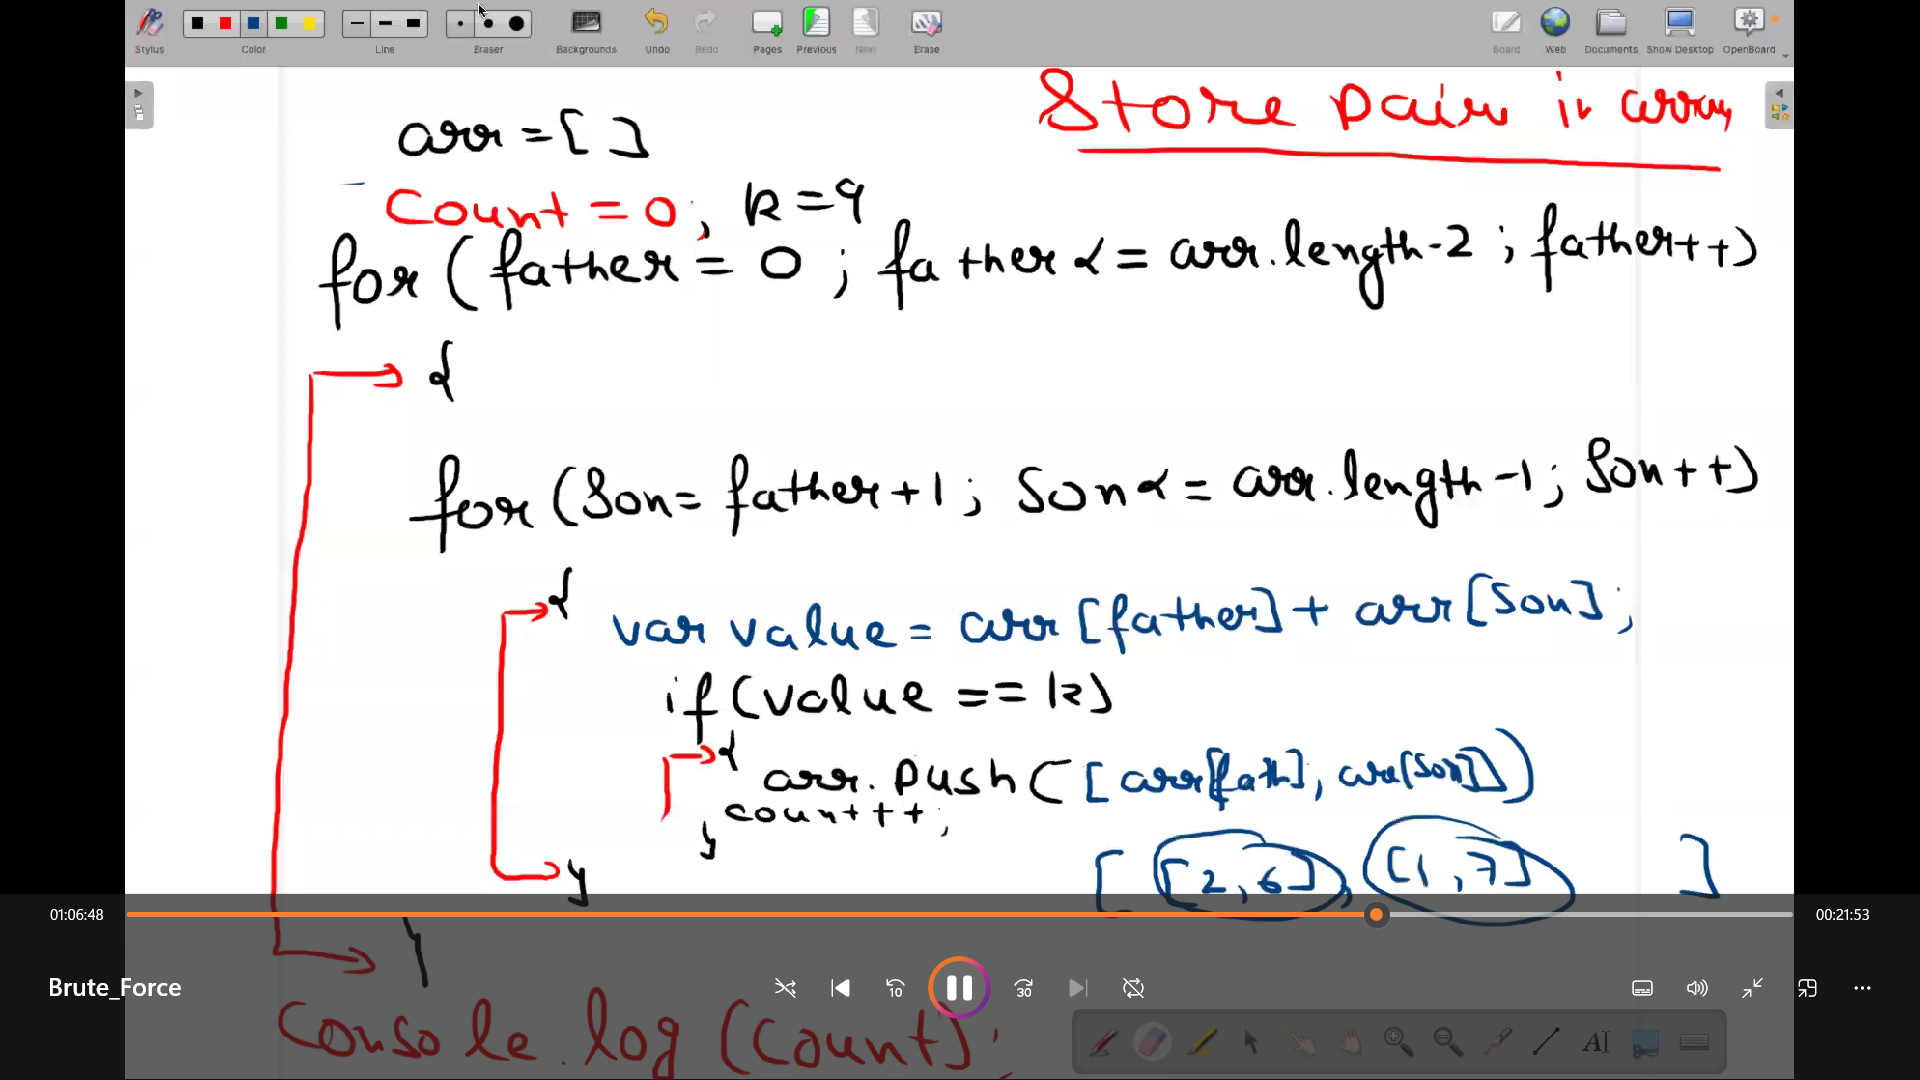 Stylus Color Line Eraser Backgrounds Undo Redo Pages Previous Next Erase Board Web Documents Show Desktop OpenBoard
Store pair in array
arr = [ ]
Count = 0, k = 9
for (father = 0 ; father <= arr.length-2 ; father++)
{
for (Son = father+1 ; Son <= arr.length-1 ; Son++)
{
var value = arr[father] + arr[Son];
if (value == k)
{
arr.push([arr[fath], arr[Son]])
count++;
}
[ [2,6], [1,7] ]
}
01:06:48 00:21:53
}
Brute_Force 10 30
Console.log (Count);